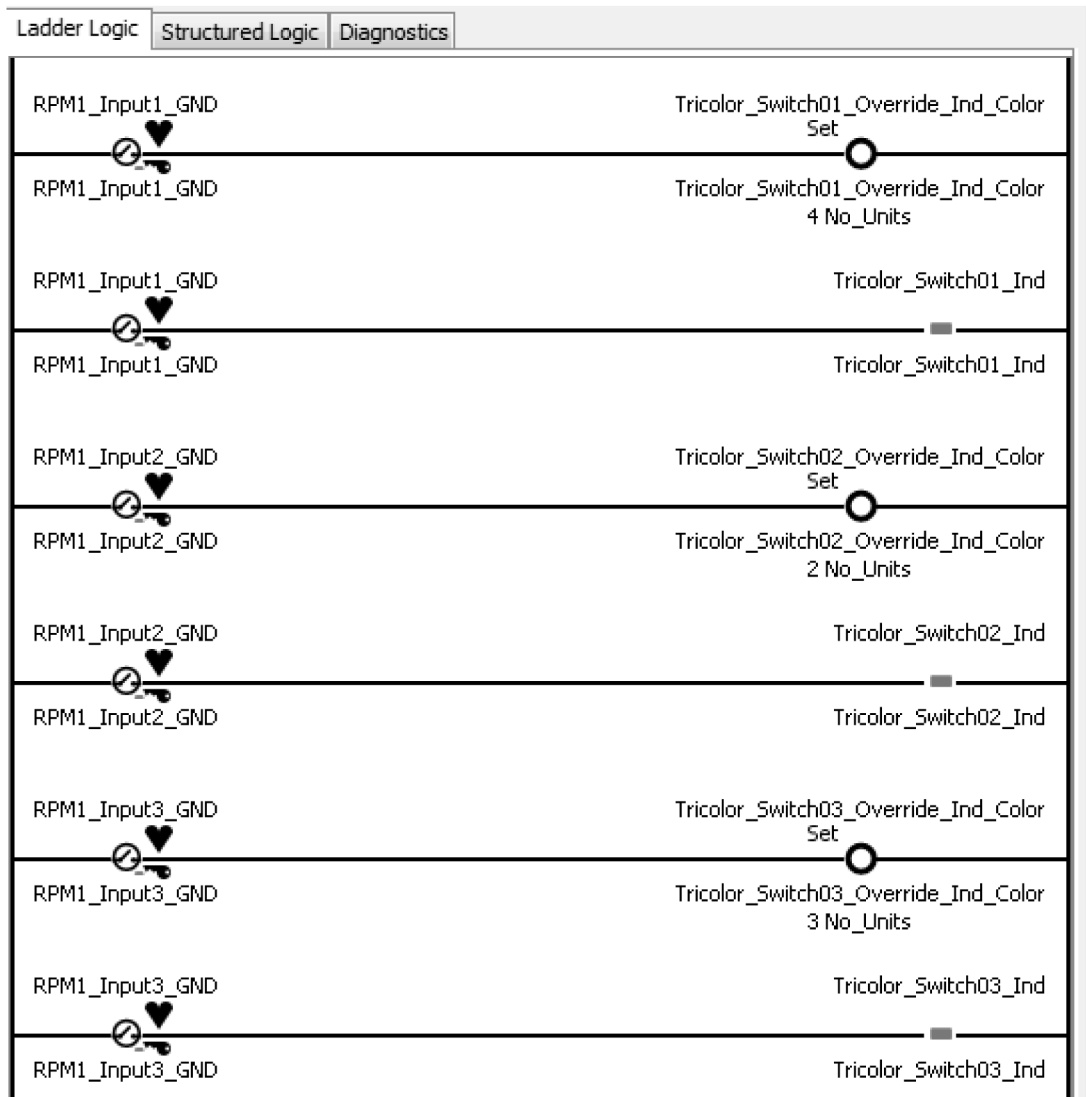 Ladder Logic Structured Logic Diagnostics
RPM1_Input1_GND Tricolor_Switch01_Override_Ind_Color
Set
RPM1_Input1_GND Tricolor_Switch01_Override_Ind_Color
4 No_Units
RPM1_Input1_GND Tricolor_Switch01_Ind
RPM1_Input1_GND Tricolor_Switch01_Ind
RPM1_Input2_GND Tricolor_Switch02_Override_Ind_Color
Set
RPM1_Input2_GND Tricolor_Switch02_Override_Ind_Color
2 No_Units
RPM1_Input2_GND Tricolor_Switch02_Ind
RPM1_Input2_GND Tricolor_Switch02_Ind
RPM1_Input3_GND Tricolor_Switch03_Override_Ind_Color
Set
RPM1_Input3_GND Tricolor_Switch03_Override_Ind_Color
3 No_Units
RPM1_Input3_GND Tricolor_Switch03_Ind
RPM1_Input3_GND Tricolor_Switch03_Ind